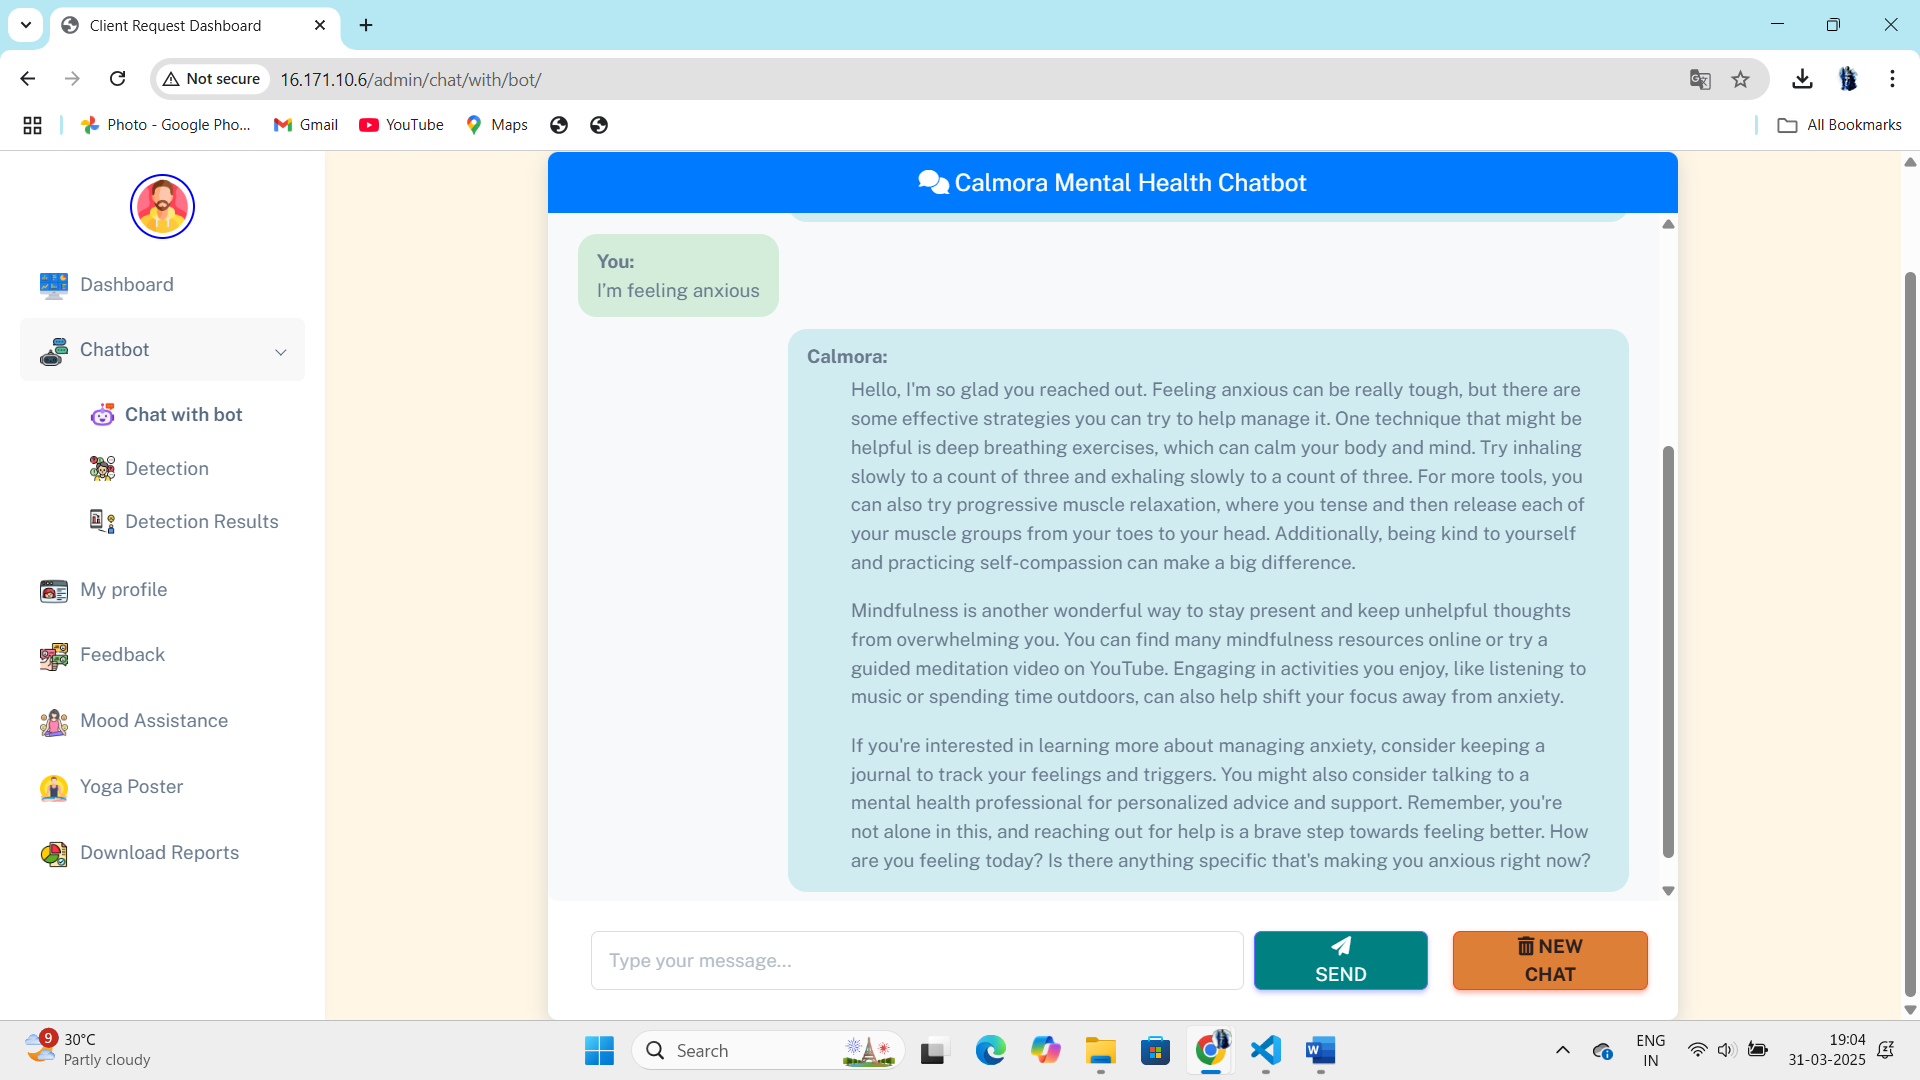 Client Request Dashboard
Not secure
16.171.10.6/admin/chat/with/bot/
Photo - Google Pho...
Gmail
YouTube
Maps
All Bookmarks
Dashboard
Chatbot
Chat with bot
Detection
Detection Results
My profile
Feedback
Mood Assistance
Yoga Poster
Download Reports
Calmora Mental Health Chatbot
You:
I’m feeling anxious
Calmora:
Hello, I'm so glad you reached out. Feeling anxious can be really tough, but there are
some effective strategies you can try to help manage it. One technique that might be
helpful is deep breathing exercises, which can calm your body and mind. Try inhaling
slowly to a count of three and exhaling slowly to a count of three. For more tools, you
can also try progressive muscle relaxation, where you tense and then release each of
your muscle groups from your toes to your head. Additionally, being kind to yourself
and practicing self-compassion can make a big difference.
Mindfulness is another wonderful way to stay present and keep unhelpful thoughts
from overwhelming you. You can find many mindfulness resources online or try a
guided meditation video on YouTube. Engaging in activities you enjoy, like listening to
music or spending time outdoors, can also help shift your focus away from anxiety.
If you're interested in learning more about managing anxiety, consider keeping a
journal to track your feelings and triggers. You might also consider talking to a
mental health professional for personalized advice and support. Remember, you're
not alone in this, and reaching out for help is a brave step towards feeling better. How
are you feeling today? Is there anything specific that's making you anxious right now?
Type your message...
SEND
NEW
CHAT
9
30°C
Partly cloudy
Search
ENG
IN
19:04
31-03-2025